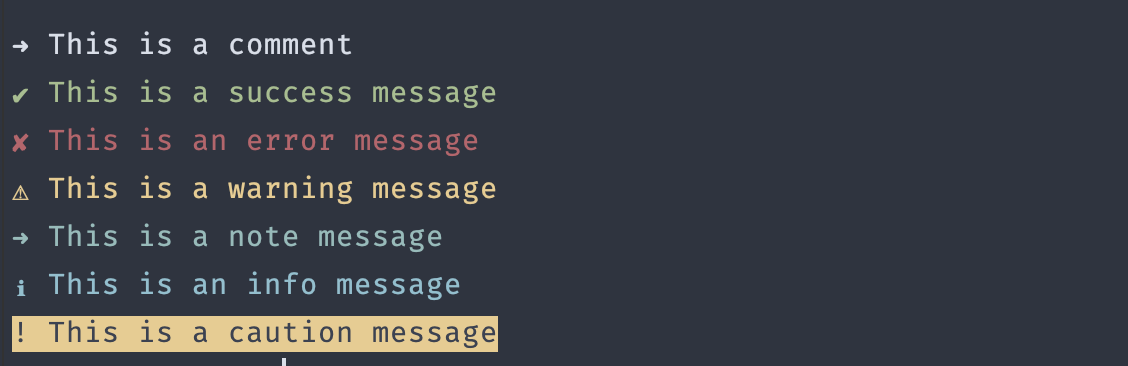 ➜ This is a comment
✔ This is a success message
✘ This is an error message
⚠ This is a warning message
➜ This is a note message
ℹ This is an info message
! This is a caution message